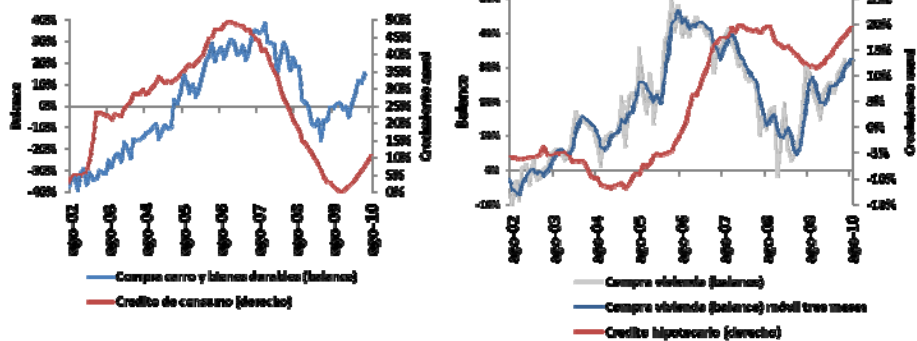 40%
30%
20%
10%
0%
-10%
-20%
-30%
-40%
Balance
50%
45%
40%
35%
30%
25%
20%
15%
10%
5%
0%
Crecimiento anual
ago-02
ago-03
ago-04
ago-05
ago-06
ago-07
ago-08
ago-09
ago-10
Compra carro y bienes durables (balance)
Credito de consumo (derecho)
0%
-10%
Balance
20%
15%
10%
5%
0%
-5%
-10%
-15%
Crecimiento anual
ago-02
ago-03
ago-04
ago-05
ago-06
ago-07
ago-08
ago-09
ago-10
Compra vivienda (balance)
Compra vivienda (balance) móvil tres meses
Credito hipotecario (derecho)